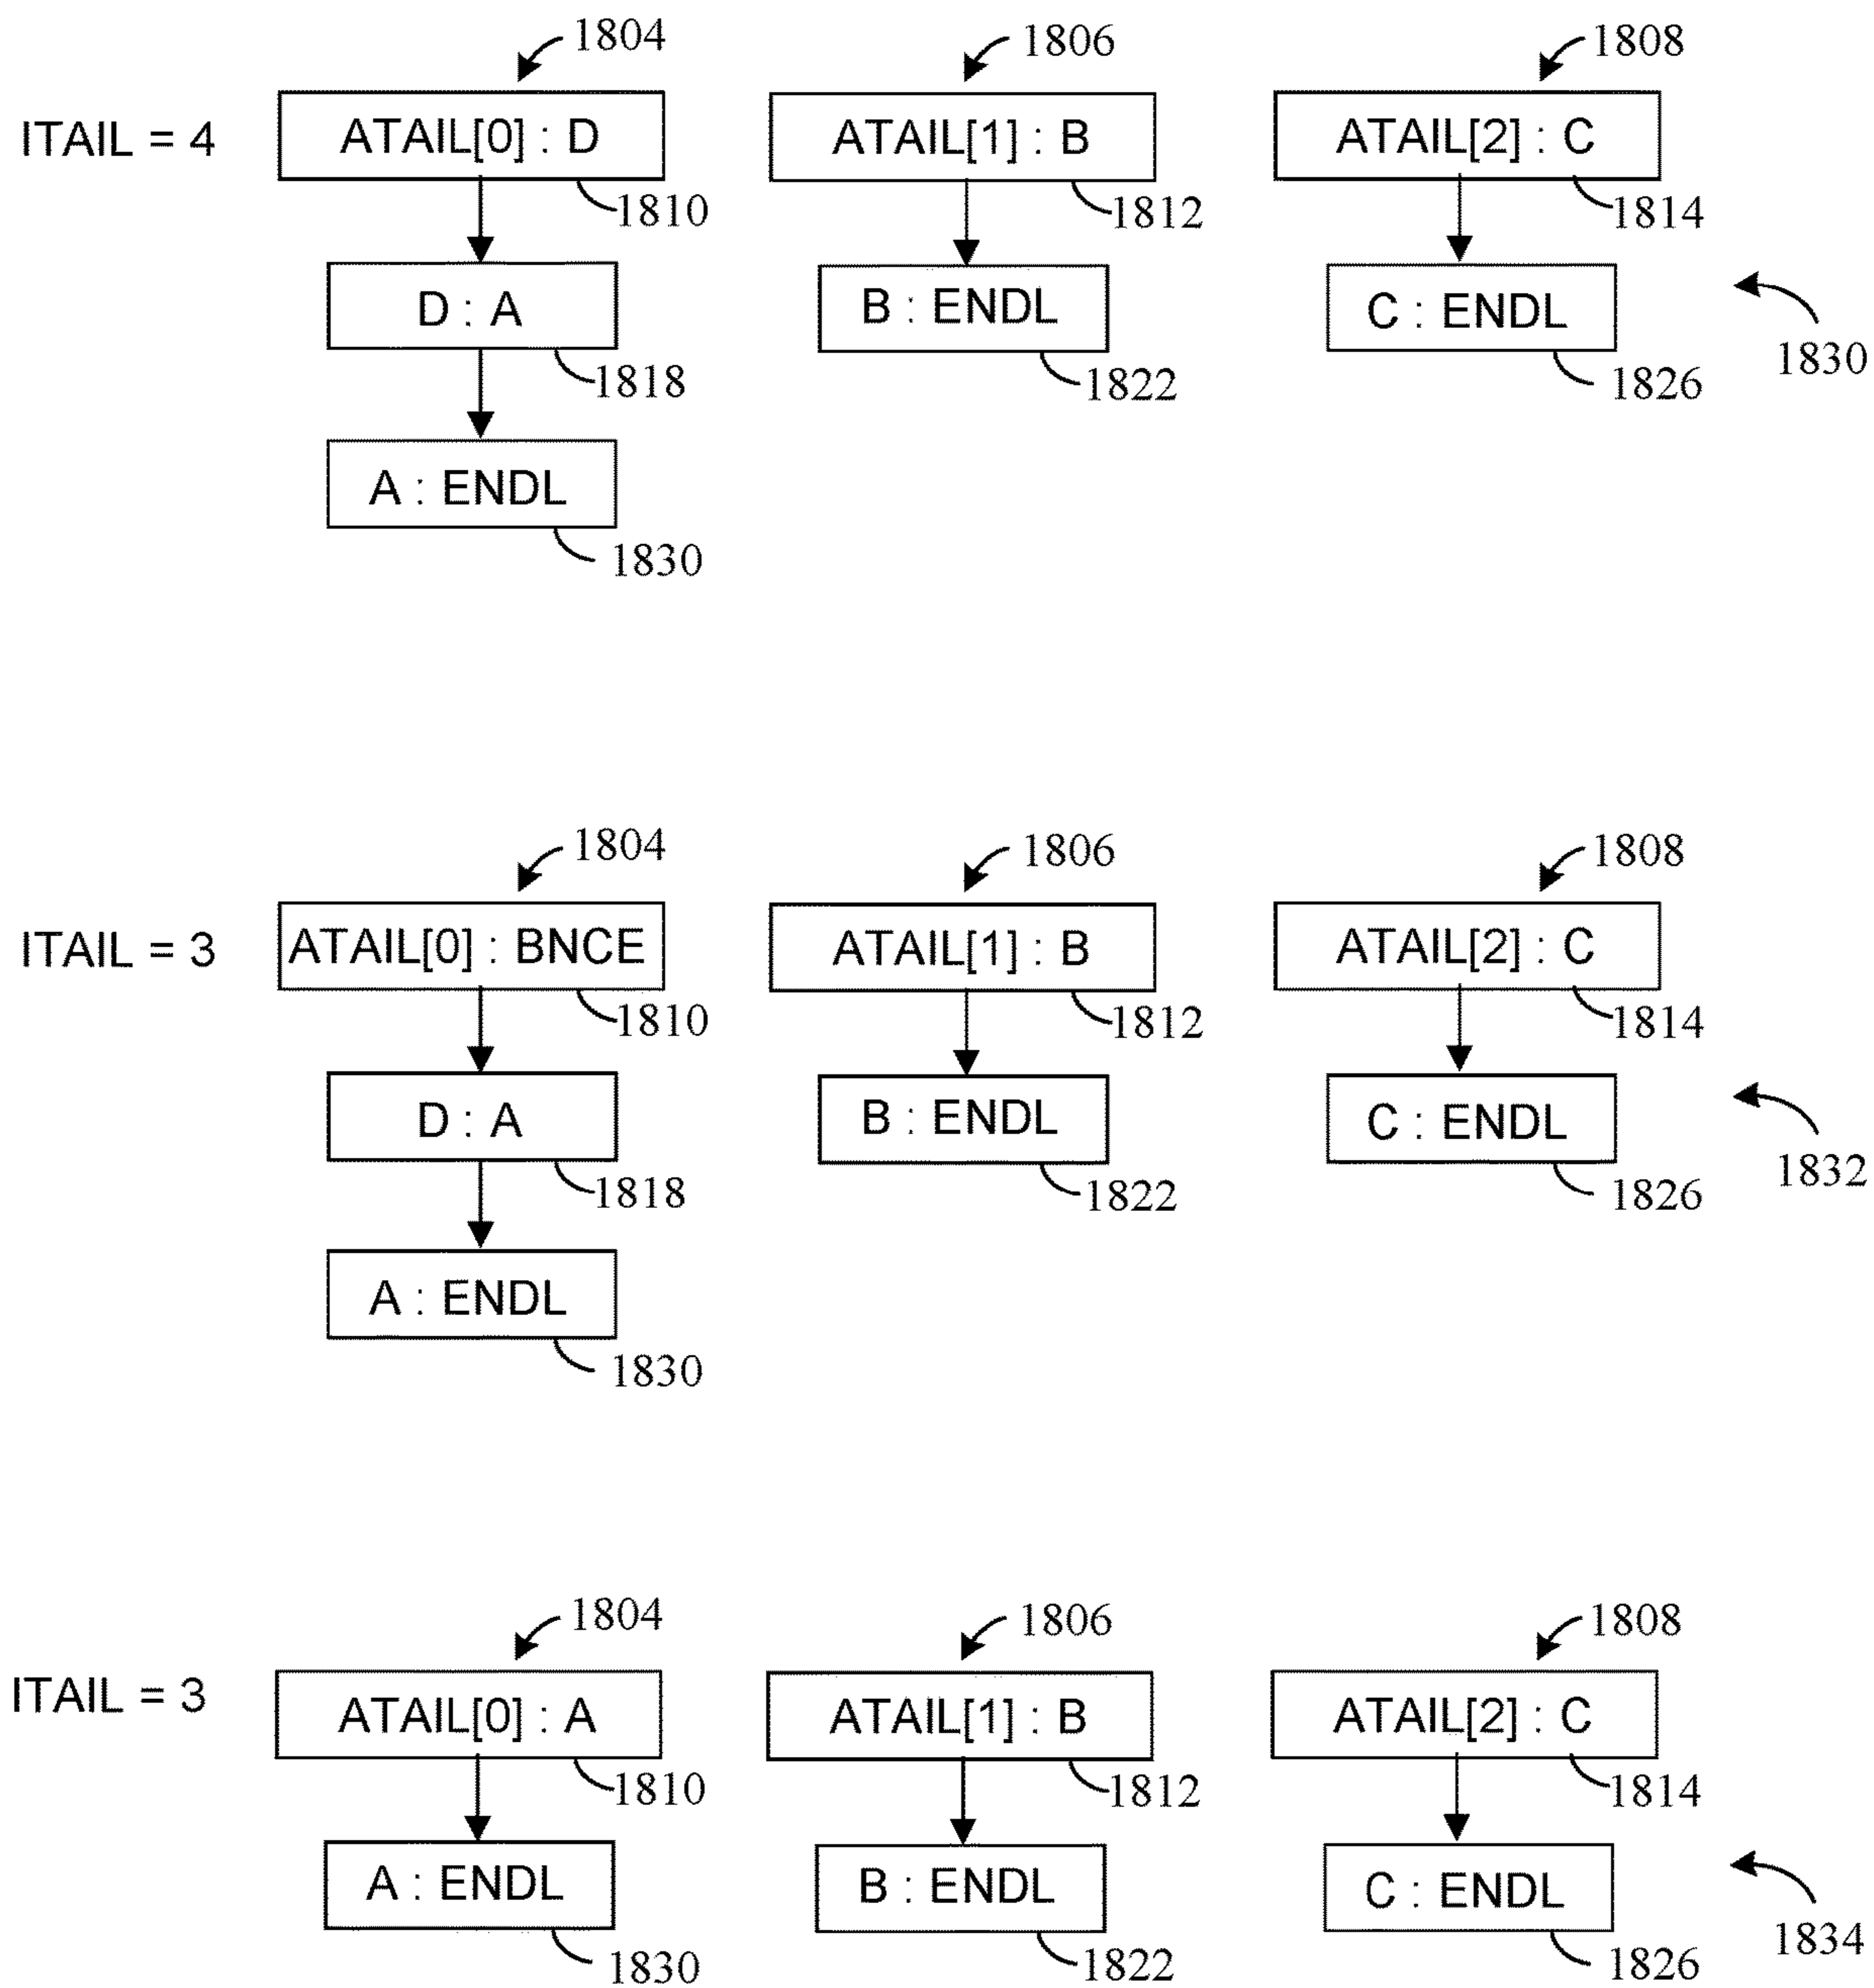 1804 1806 1808
ITAIL = 4 ATAIL[0] : D ATAIL[1] : B ATAIL[2] : C
1810 1812 1814
D : A B : ENDL C : ENDL
1830
1818 1822 1826
A : ENDL
1830
1804 1806 1808
ITAIL = 3 ATAIL[0] : BNCE ATAIL[1] : B ATAIL[2] : C
1810 1812 1814
D : A B : ENDL C : ENDL
1832
1818 1822 1826
A : ENDL
1830
1804 1806 1808
ITAIL = 3 ATAIL[0] : A ATAIL[1] : B ATAIL[2] : C
1810 1812 1814
A : ENDL B : ENDL C : ENDL
1834
1830 1822 1826